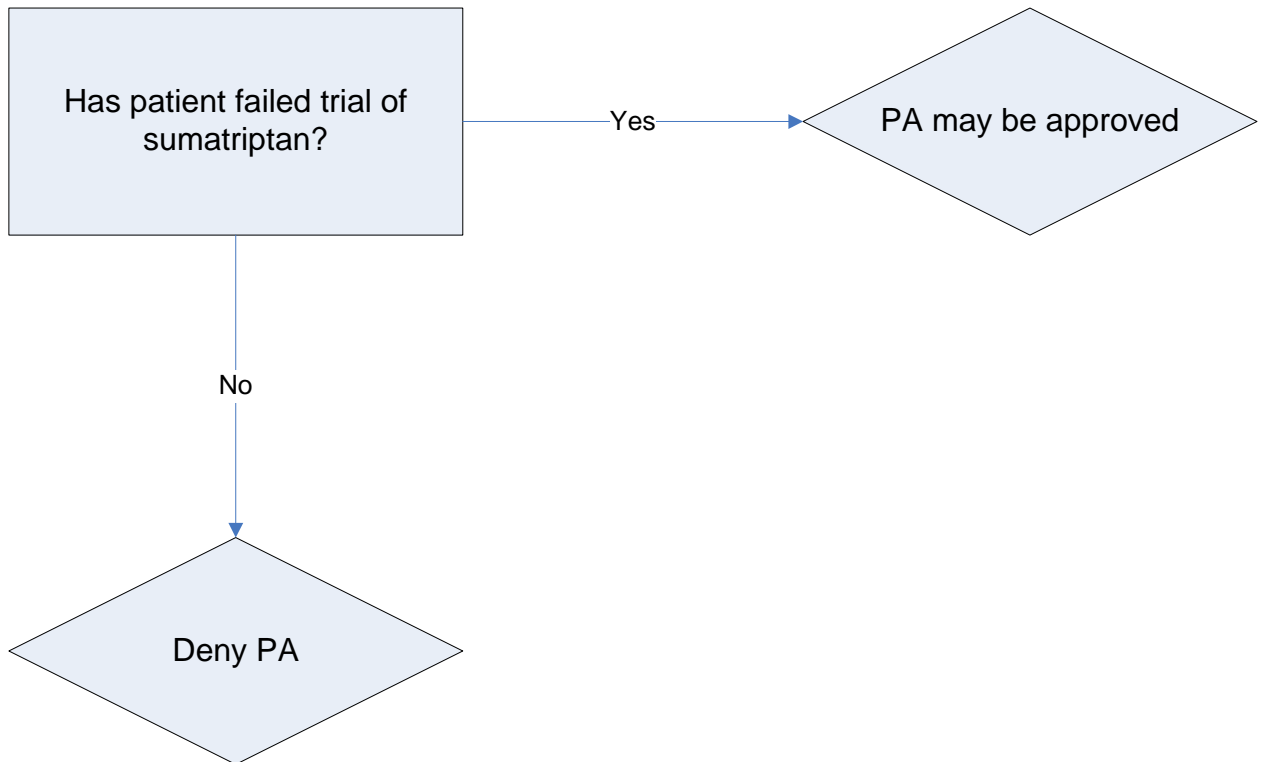 Has patient failed trial of
sumatriptan?
Yes
PA may be approved
No
Deny PA